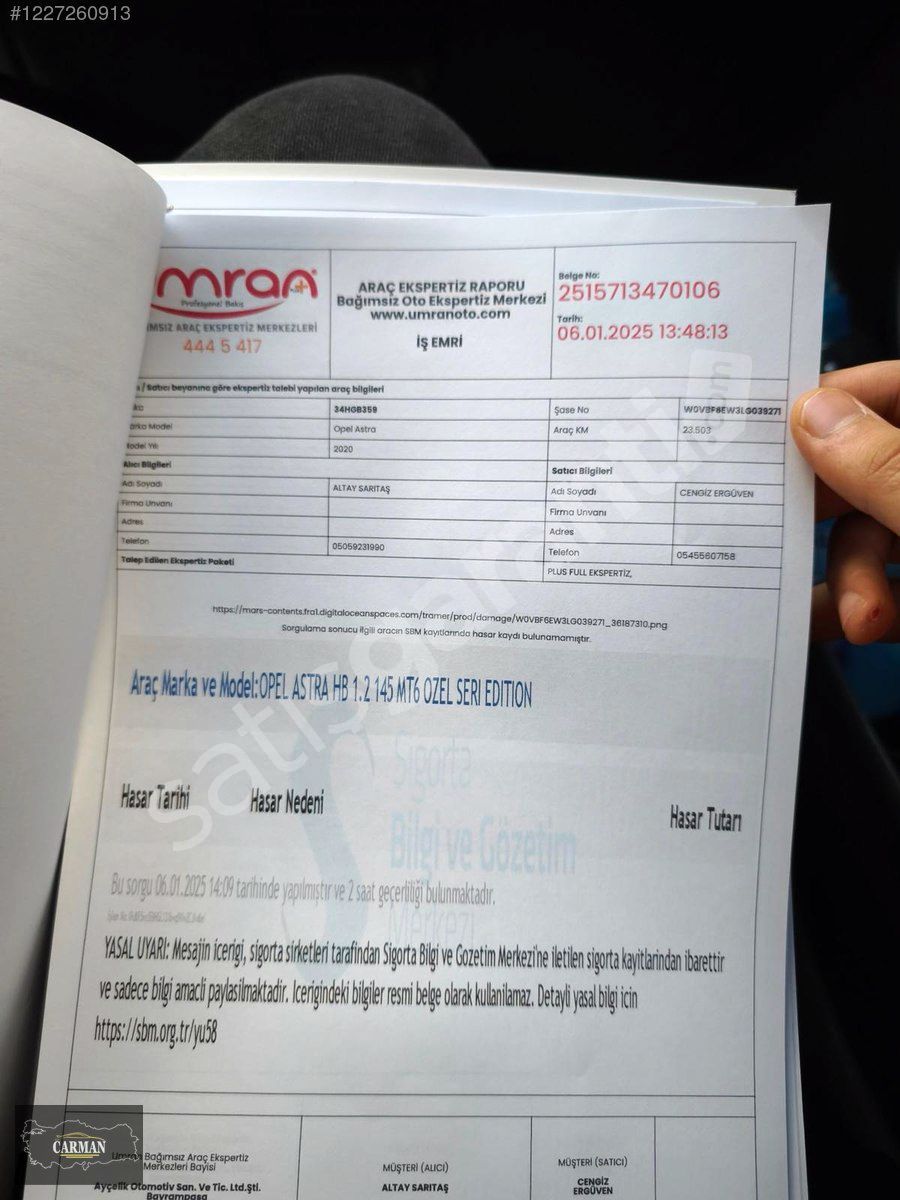 #1227260913
mran
Profesyonel Bakış
MSIZ ARAÇ EKSPERTİZ MERKEZLERİ
444 5 417
ARAÇ EKSPERTİZ RAPORU
Bağımsız Oto Ekspertiz Merkezi
www.umranoto.com
İŞ EMRİ
Belge No:
2515713470106
Tarih:
06.01.2025 13:48:13
/ Satıcı beyanına göre ekspertiz talebi yapılan araç bilgileri
34HGB359 Şase No W0VBF6EW3LG039271
arka Model Opel Astra Araç KM 23.503
odel Yılı 2020
Alıcı Bilgileri Satıcı Bilgileri
Adı Soyadı ALTAY SARITAŞ Adı Soyadı CENGİZ ERGÜVEN
Firma Unvanı Firma Unvanı
Adres Adres
Telefon 05059231990 Telefon 05455607158
Talep Edilen Ekspertiz Paketi PLUS FULL EKSPERTİZ,
https://mars-contents.fra1.digitaloceanspaces.com/tramer/prod/damage/W0VBF6EW3LG039271_36187310.png
Sorgulama sonucu ilgili aracın SBM kayıtlarında hasar kaydı bulunamamıştır.
Araç Marka ve Model:OPEL ASTRA HB 1.2 145 MT6 OZEL SERI EDITION
Sigorta
Bilgi ve Gözetim
Merkezi
Hasar Tarihi Hasar Nedeni Hasar Tutarı
Bu sorgu 06.01.2025 14:09 tarihinde yapılmıştır ve 2 saat geçerliliği bulunmaktadır.
YASAL UYARI: Mesajin icerigi, sigorta sirketleri tarafindan Sigorta Bilgi ve Gozetim Merkezi'ne iletilen sigorta kayitlarindan ibarettir
ve sadece bilgi amacli paylasilmaktadir. Icerigindeki bilgiler resmi belge olarak kullanilamaz. Detayli yasal bilgi icin
https://sbm.org.tr/yu58
Umran Bağımsız Araç Ekspertiz
Merkezleri Bayisi
Ayçelik Otomotiv San. Ve Tic. Ltd.Şti.
Bayrampaşa
MÜŞTERİ (ALICI)
ALTAY SARITAŞ
MÜŞTERİ (SATICI)
CENGİZ
ERGÜVEN
CARMAN